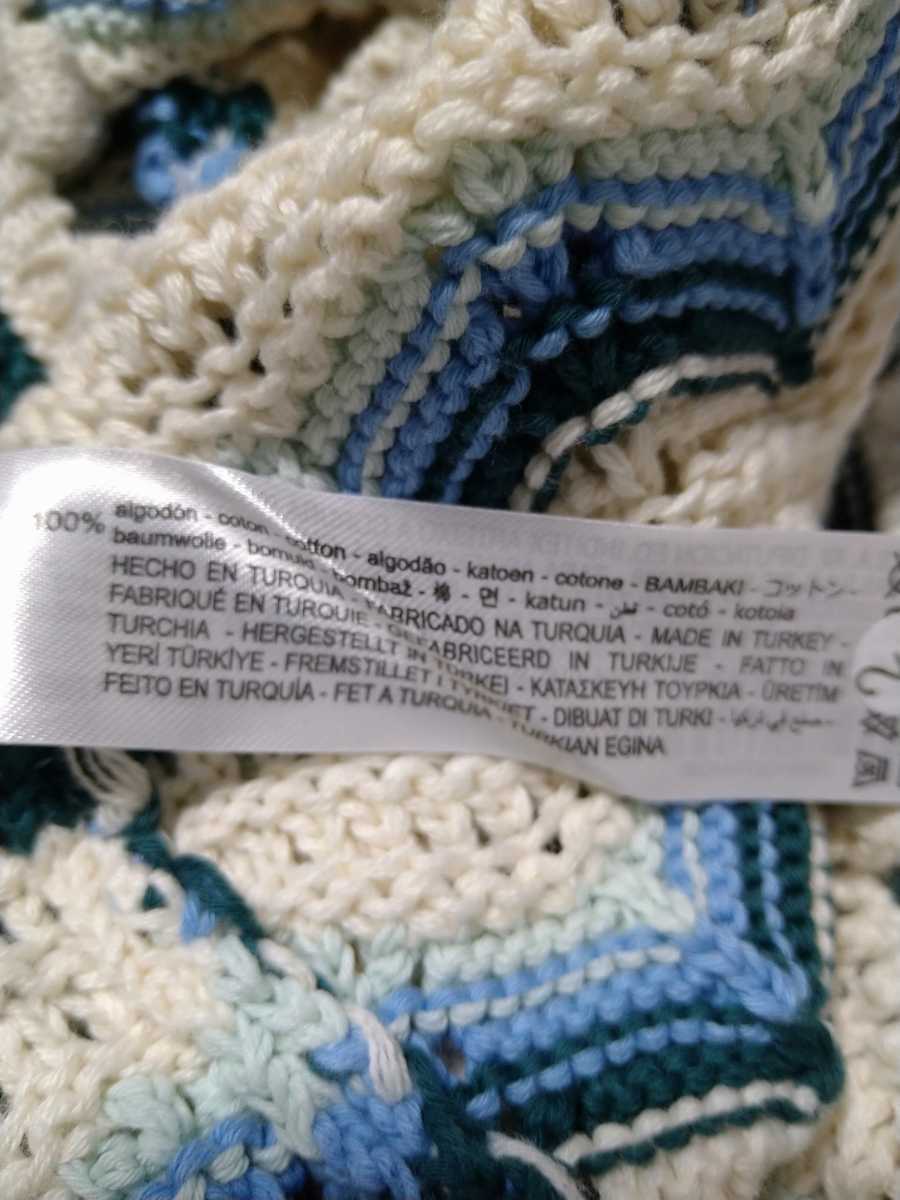 100% algodón - coton - cotton - algodão - katoen - cotone - BAMBAKI - コットン -
baumwolle - bomuld - bombaž - 棉 - 면 - katun - قطن - cotó - kotoia
HECHO EN TURQUIA - FABRICADO NA TURQUIA - MADE IN TURKEY -
FABRIQUÉ EN TURQUIE - GEFABRICEERD IN TURKIJE - FATTO IN
TURCHIA - HERGESTELLT IN TURKEI - ΚΑΤΑΣΚΕΥΗ ΤΟΥΡΚΙΑ - ÜRETİM
YERİ TÜRKİYE - FREMSTILLET I TYRKIET - DIBUAT DI TURKI - صنع في تركيا -
FEITO EN TURQUÍA - FET A TURQUIA - TURKIAN EGINA